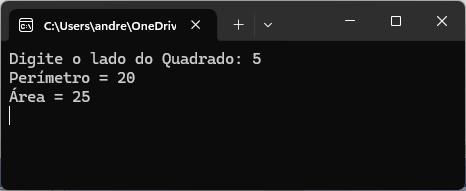 C:\Users\andre\OneDriv
Digite o lado do Quadrado: 5
Perímetro = 20
Área = 25